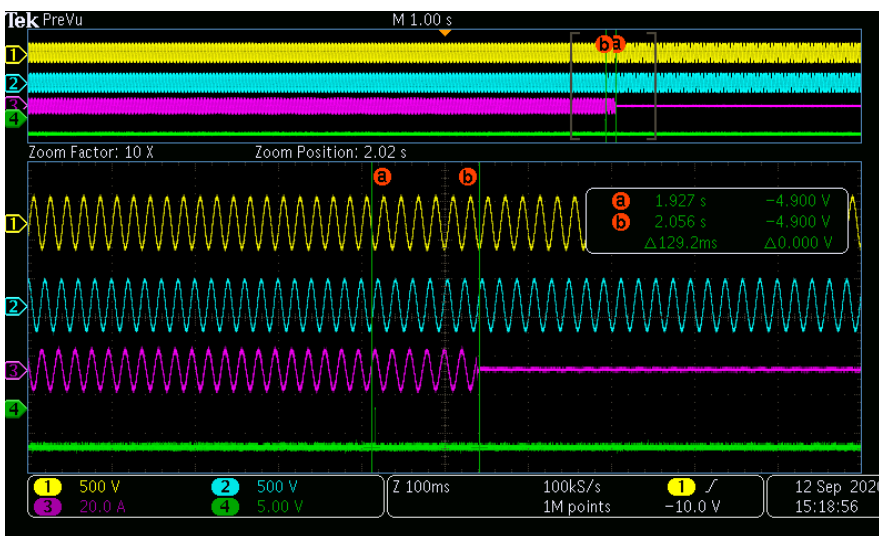 Tek PreVu M 1.00 s
b a
1
2
3
4
Zoom Factor: 10 X Zoom Position: 2.02 s
a b
a 1.927 s −4.900 V
b 2.056 s −4.900 V
△129.2ms △0.000 V
1
2
3
4
1 500 V 2 500 V Z 100ms 100kS/s 1 12 Sep 202
3 20.0 A 4 5.00 V 1M points −10.0 V 15:18:56